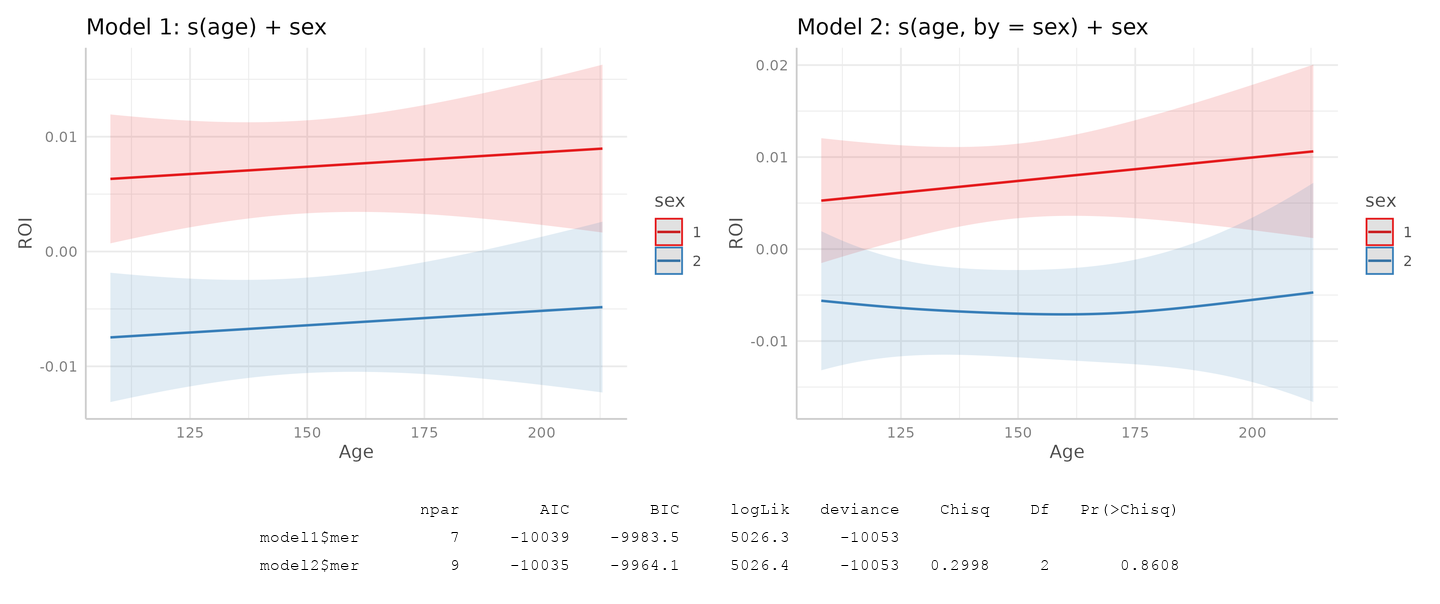 Model 1: s(age) + sex
0.01
0.00
-0.01
ROI
125 150 175 200
Age
sex
1
2
Model 2: s(age, by = sex) + sex
0.02
0.01
0.00
-0.01
ROI
125 150 175 200
Age
sex
1
2
npar AIC BIC logLik deviance Chisq Df Pr(>Chisq)
model1$mer 7 -10039 -9983.5 5026.3 -10053
model2$mer 9 -10035 -9964.1 5026.4 -10053 0.2998 2 0.8608